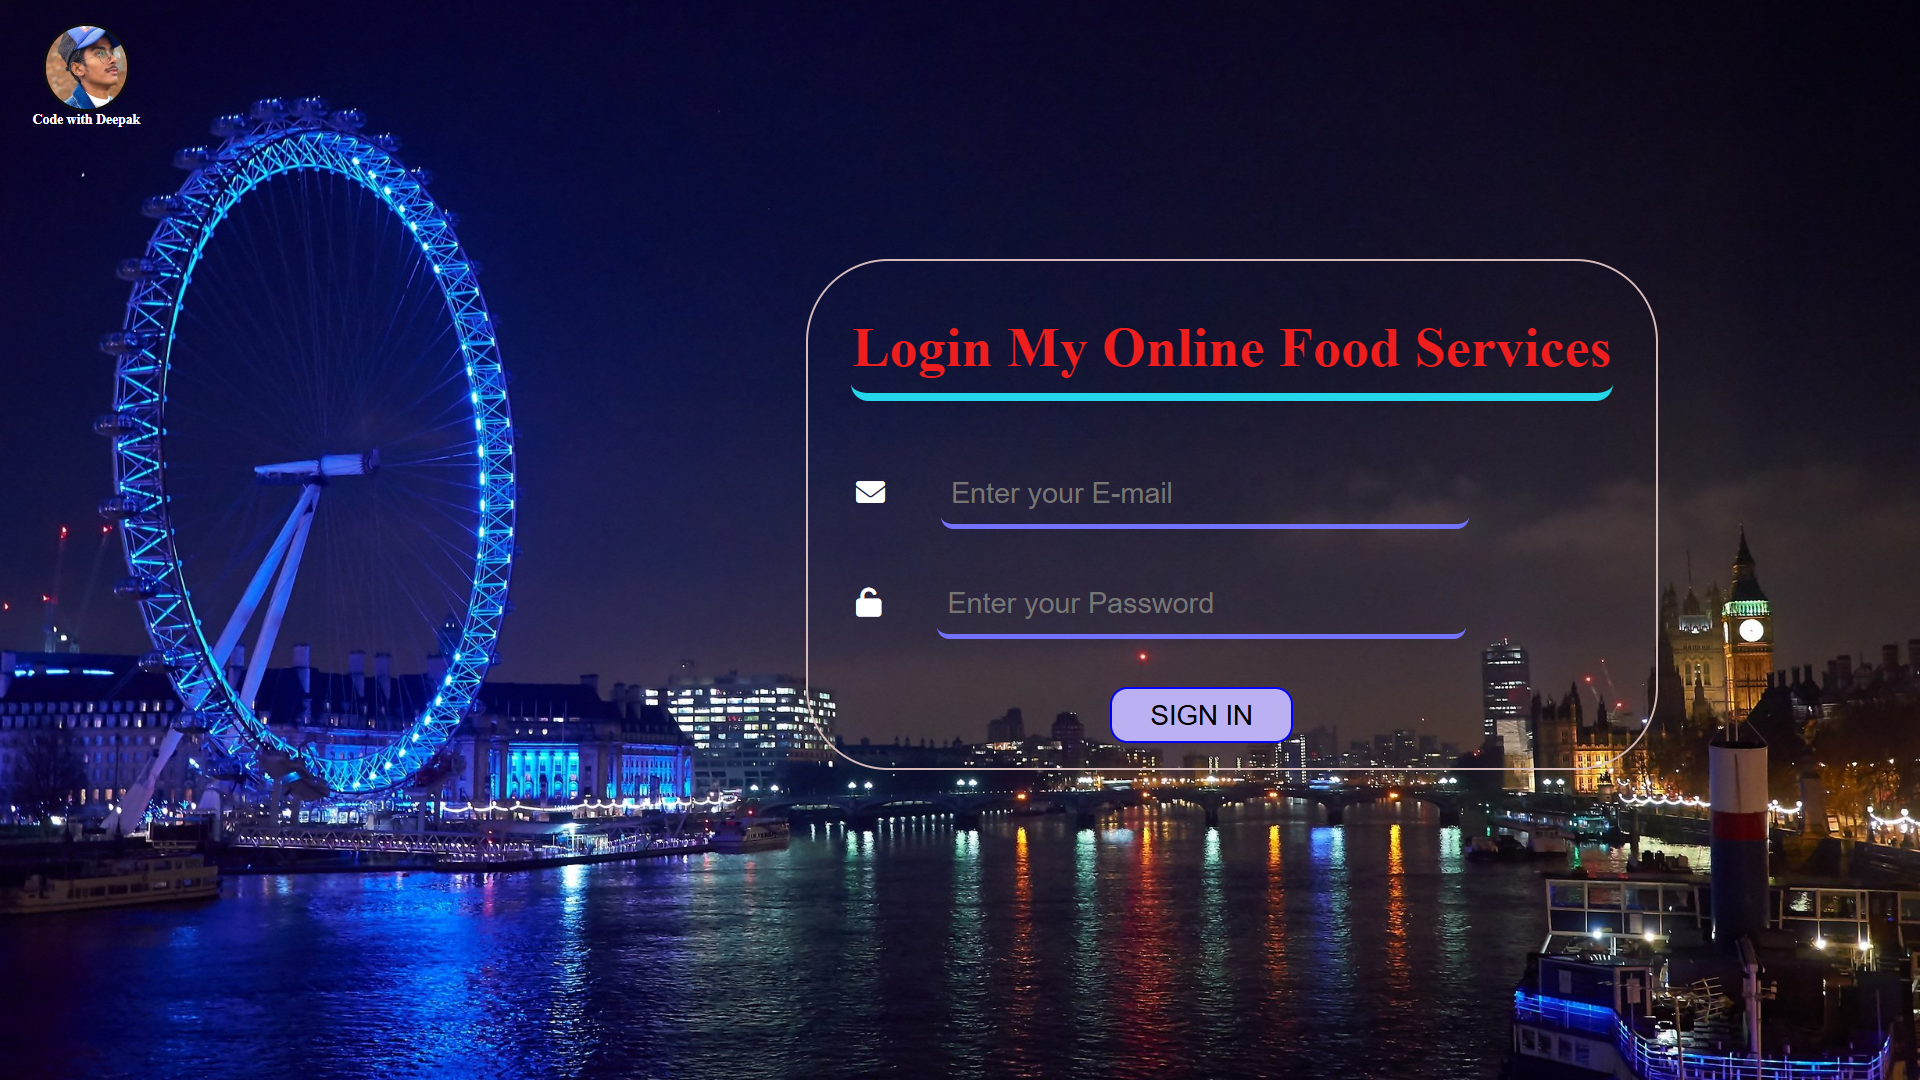 Code with Deepak
Login My Online Food Services
Enter your E-mail
Enter your Password
SIGN IN